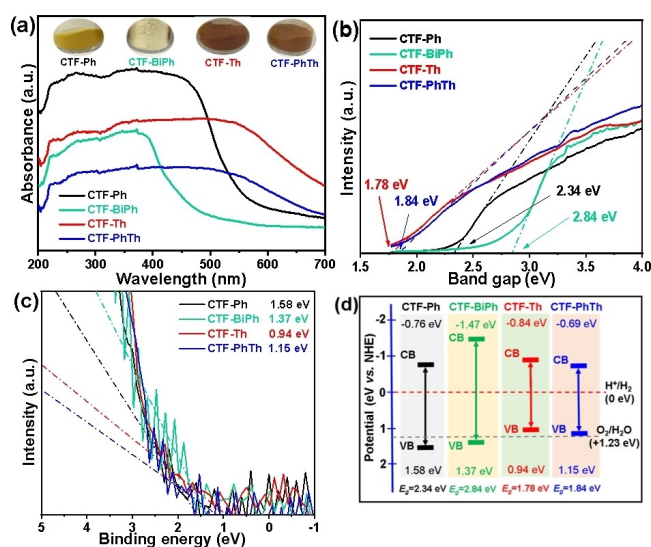 (a)
CTF-Ph CTF-BiPh CTF-Th CTF-PhTh
Absorbance (a.u.)
CTF-Ph
CTF-BiPh
CTF-Th
CTF-PhTh
200 300 400 500 600 700
Wavelength (nm)
(b)
CTF-Ph
CTF-BiPh
CTF-Th
CTF-PhTh
Intensity (a.u.)
1.78 eV
1.84 eV
2.34 eV
2.84 eV
1.5 2.0 2.5 3.0 3.5 4.0
Band gap (eV)
(c)
CTF-Ph 1.58 eV
CTF-BiPh 1.37 eV
CTF-Th 0.94 eV
CTF-PhTh 1.15 eV
Intensity (a.u.)
5 4 3 2 1 0 -1
Binding energy (eV)
(d)
CTF-Ph CTF-BiPh CTF-Th CTF-PhTh
-0.76 eV -1.47 eV -0.84 eV -0.69 eV
Potential (eV vs. NHE)
-2
-1
0
1
2
CB CB CB CB
H⁺/H₂
(0 eV)
O₂/H₂O
(+1.23 eV)
VB VB VB VB
1.58 eV 1.37 eV 0.94 eV 1.15 eV
Eg=2.34 eV Eg=2.84 eV Eg=1.78 eV Eg=1.84 eV